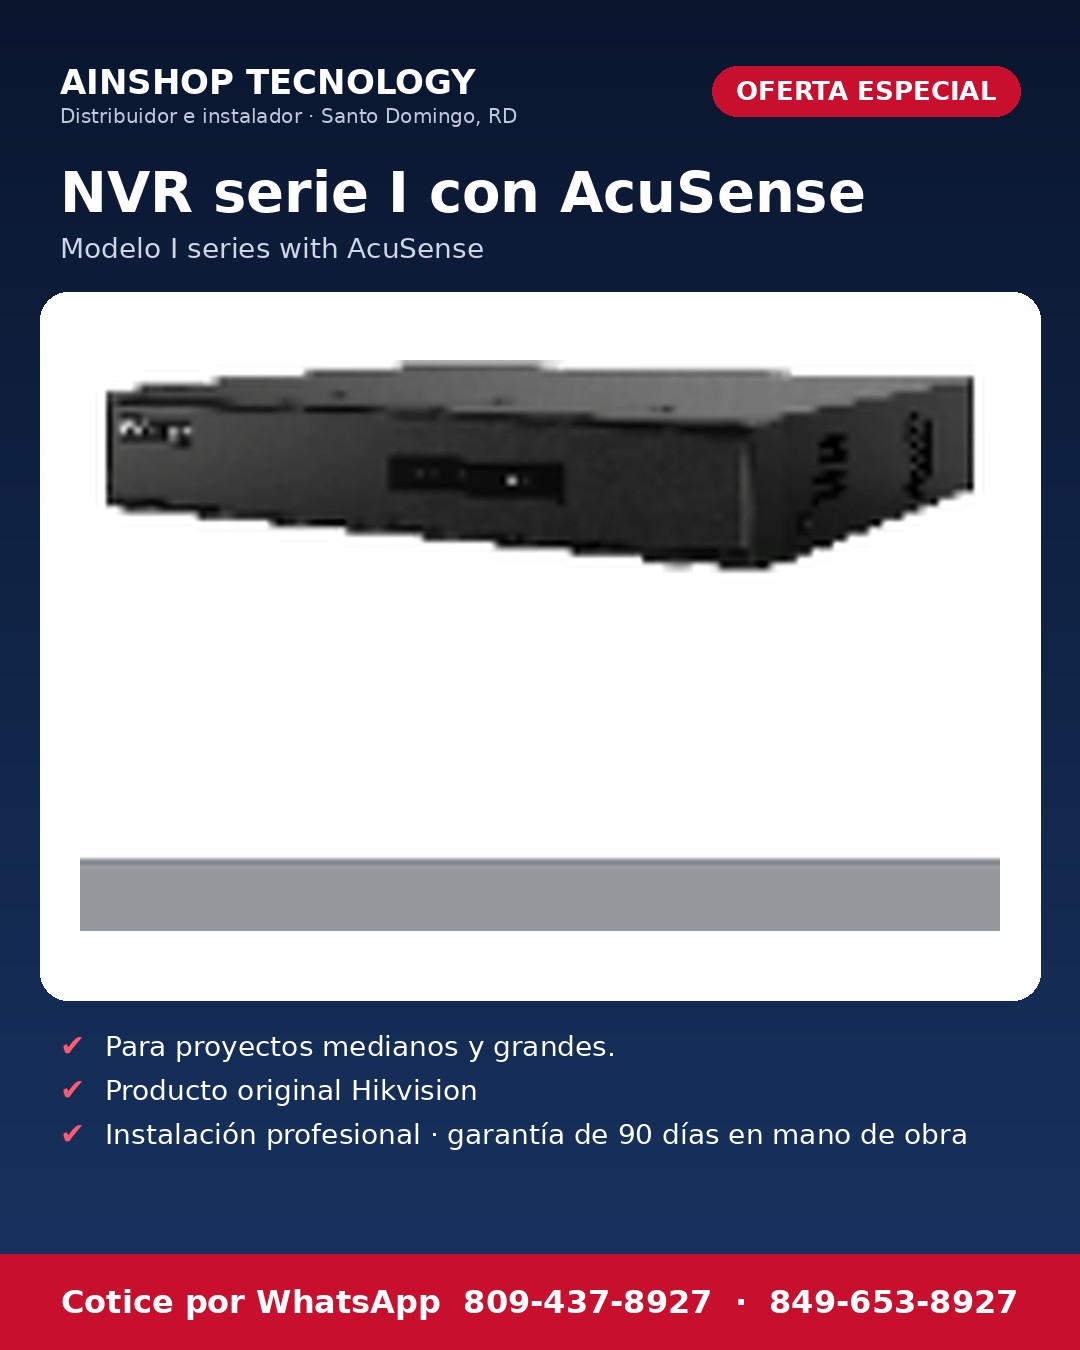 AINSHOP TECNOLOGY
OFERTA ESPECIAL
Distribuidor e instalador · Santo Domingo, RD
NVR serie I con AcuSense
Modelo I series with AcuSense
✔ Para proyectos medianos y grandes.
✔ Producto original Hikvision
✔ Instalación profesional · garantía de 90 días en mano de obra
Cotice por WhatsApp 809-437-8927 · 849-653-8927